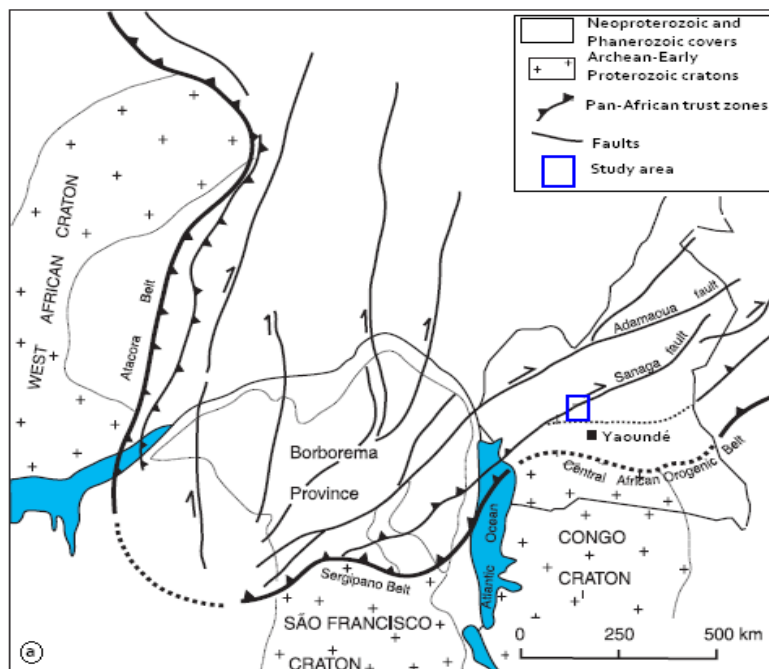 Neoproterozoic and
Phanerozoic covers
Archean-Early
Proterozoic cratons
Pan-African trust zones
Faults
Study area
WEST AFRICAN CRATON
Atacora Belt
Adamaoua fault
Sanaga fault
Yaoundé
Central African Orogenic Belt
Borborema
Province
Sergipano Belt
Atlantic Ocean
CONGO
CRATON
SÃO FRANCISCO
CRATON
a
0 250 500 km